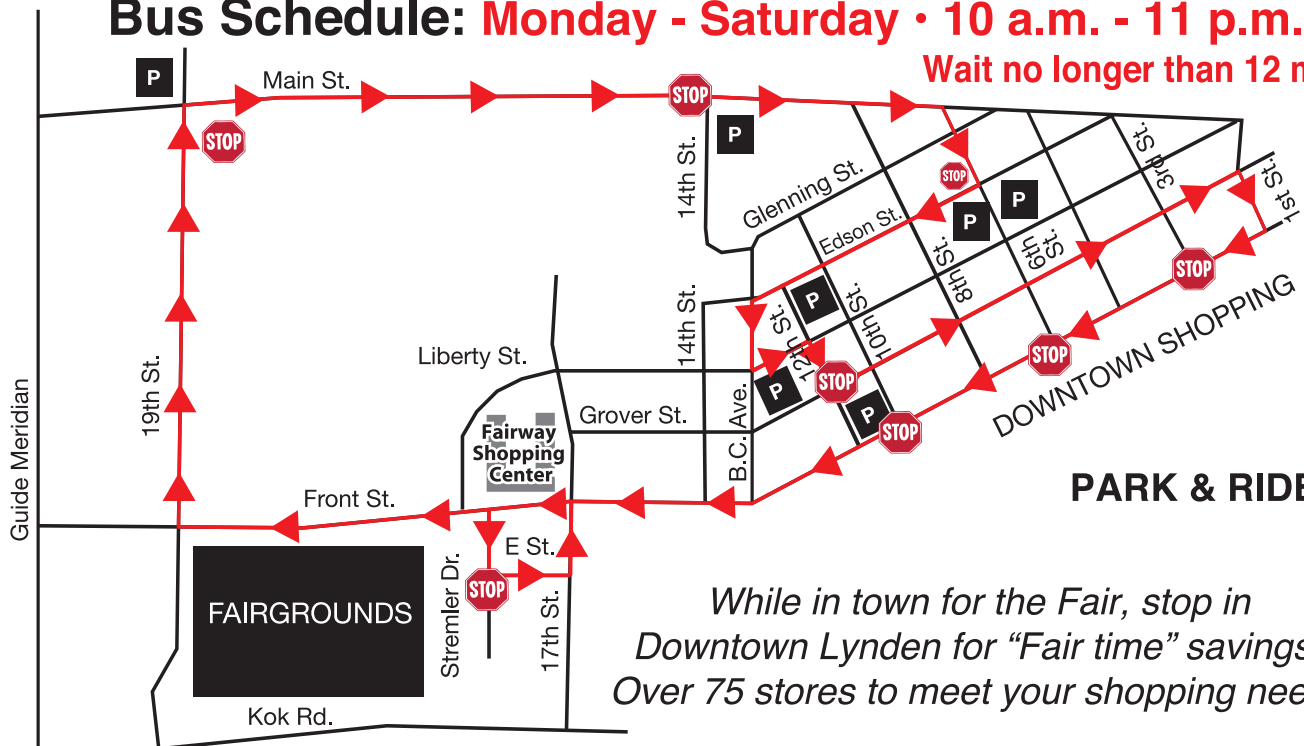 Bus Schedule: Monday - Saturday • 10 a.m. - 11 p.m.
Wait no longer than 12
P
Main St.
STOP
STOP
P
14th St.
Glenning St.
STOP
3rd St.
1st St.
P
P
Edson St.
8th St.
6th St.
STOP
14th St.
12th St.
P
10th St.
DOWNTOWN SHOPPING
STOP
Liberty St.
19th St.
Guide Meridian
P
STOP
Grover St.
P
STOP
B.C. Ave.
Fairway
Shopping
Center
PARK & RIDE
Front St.
E St.
Stremler Dr.
STOP
17th St.
FAIRGROUNDS
Kok Rd.
While in town for the Fair, stop in
Downtown Lynden for “Fair time” savings
Over 75 stores to meet your shopping